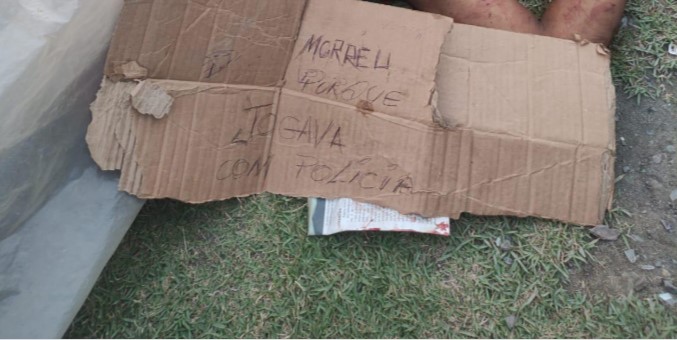 MORREU
PORQUE
JOGAVA
COM POLICIA